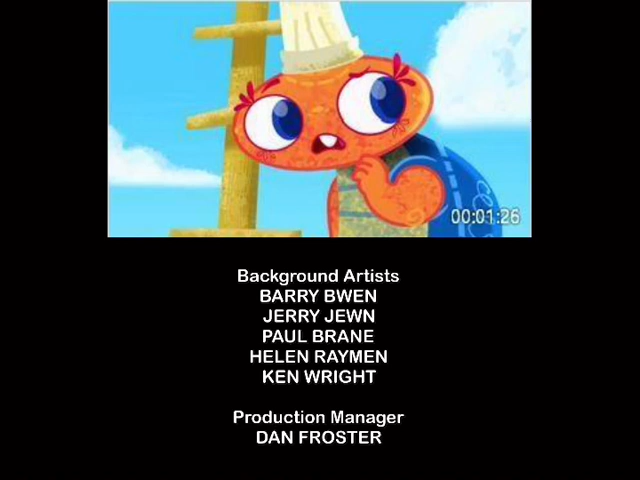 00:01:26
Background Artists
BARRY BWEN
JERRY JEWN
PAUL BRANE
HELEN RAYMEN
KEN WRIGHT
Production Manager
DAN FROSTER